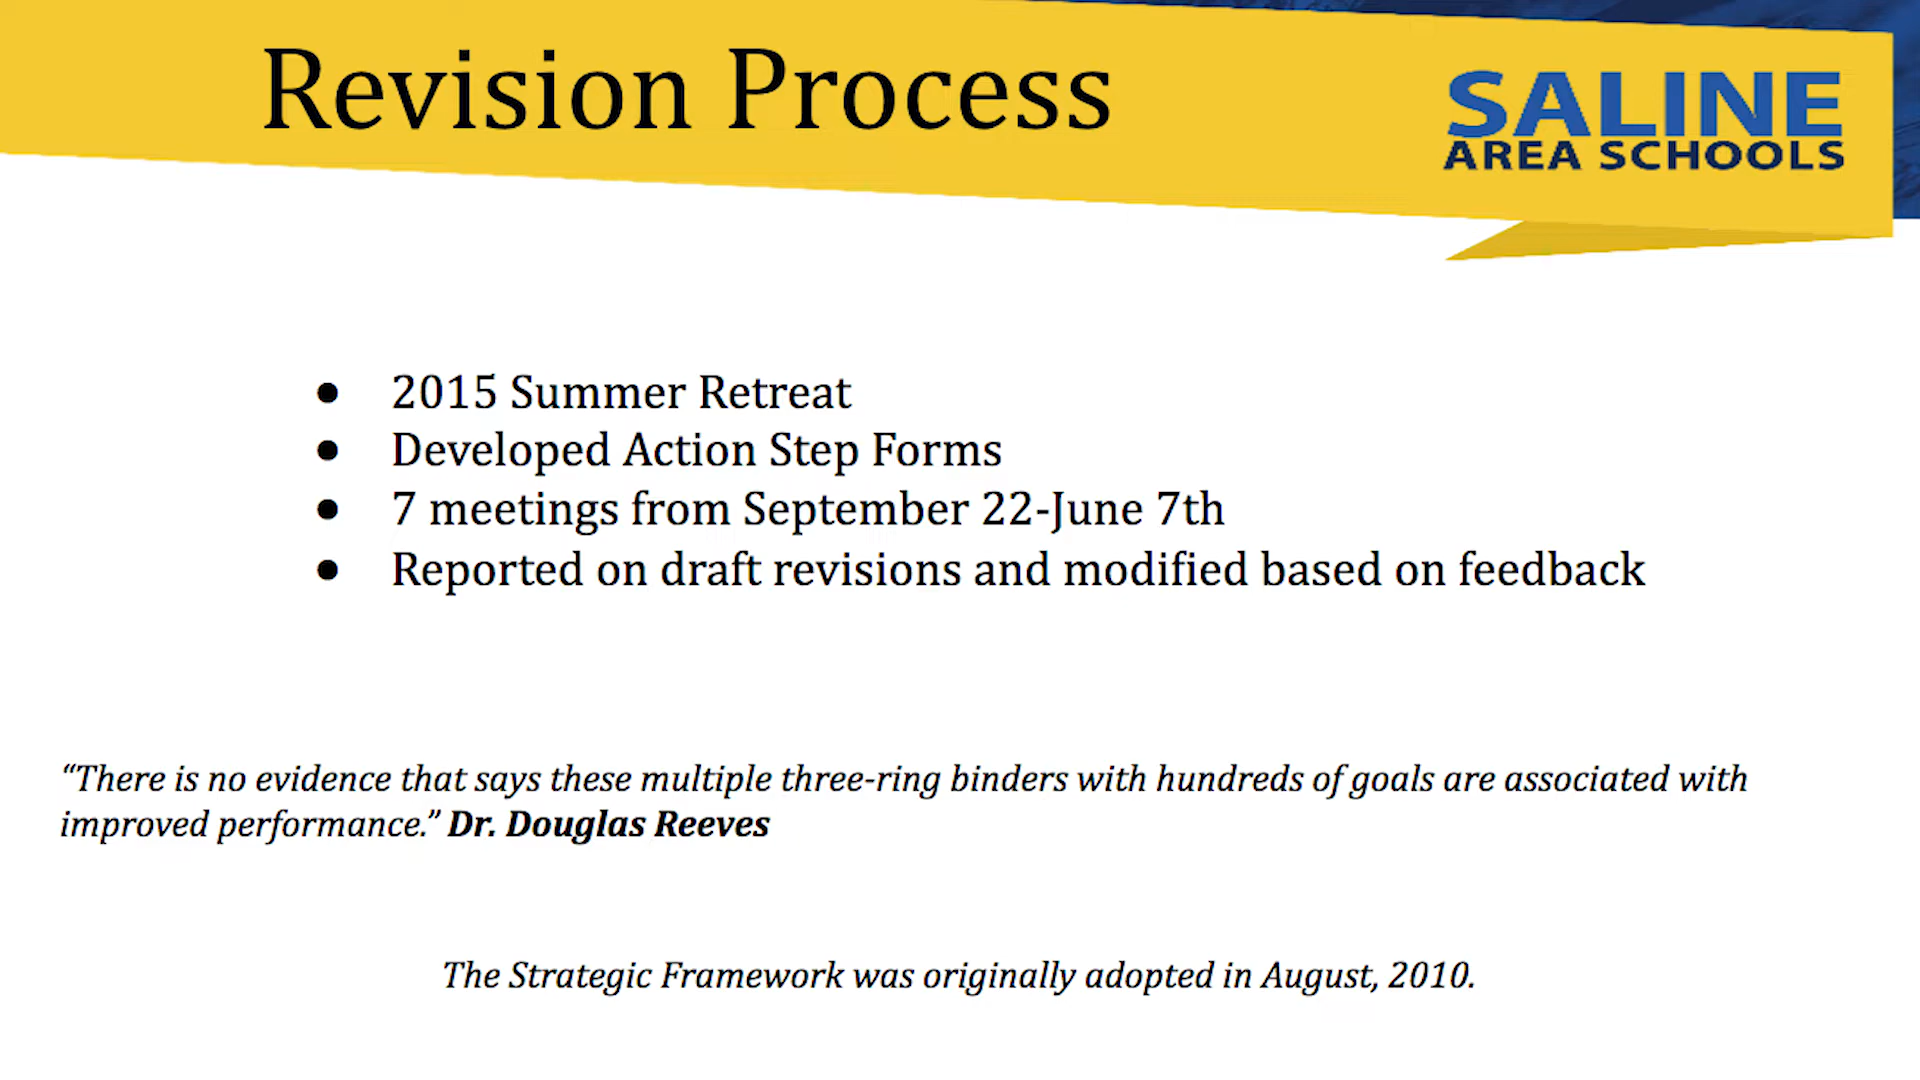 Revision Process
SALINE
AREA SCHOOLS
● 2015 Summer Retreat
● Developed Action Step Forms
● 7 meetings from September 22-June 7th
● Reported on draft revisions and modified based on feedback
“There is no evidence that says these multiple three-ring binders with hundreds of goals are associated with
improved performance.” Dr. Douglas Reeves
The Strategic Framework was originally adopted in August, 2010.